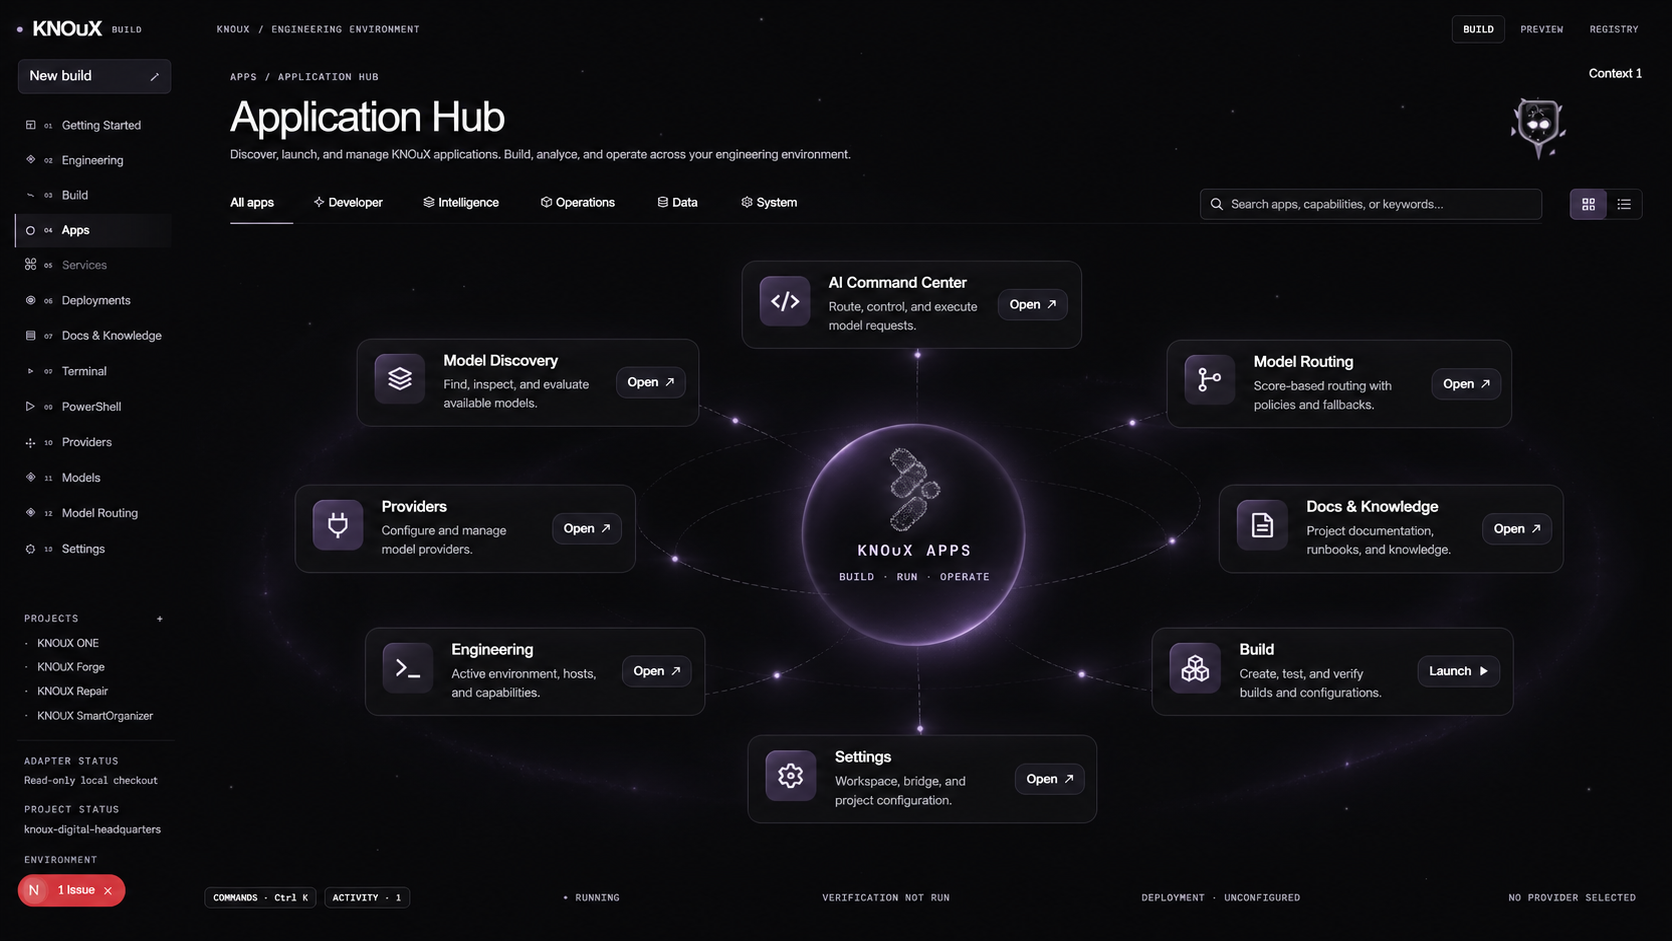 KNOuX BUILD
New build
01 Getting Started
02 Engineering
03 Build
04 Apps
05 Services
06 Deployments
07 Docs & Knowledge
Terminal
PowerShell
10 Providers
11 Models
12 Model Routing
Settings
PROJECTS +
· KNOUX ONE
· KNOUX Forge
· KNOUX Repair
· KNOUX SmartOrganizer
ADAPTER STATUS
Read-only local checkout
PROJECT STATUS
knoux-digital-headquarters
ENVIRONMENT
N 1 Issue ×
KNOUX / ENGINEERING ENVIRONMENT
BUILD PREVIEW REGISTRY
Context 1
APPS / APPLICATION HUB
Application Hub
Discover, launch, and manage KNOuX applications. Build, analyce, and operate across your engineering environment.
All apps Developer Intelligence Operations Data System
Search apps, capabilities, or keywords...
AI Command Center
Route, control, and execute
model requests.
Open ↗
Model Discovery
Find, inspect, and evaluate
available models.
Open ↗
Model Routing
Score-based routing with
policies and fallbacks.
Open ↗
Providers
Configure and manage
model providers.
Open ↗
KNOuX APPS
BUILD · RUN · OPERATE
Docs & Knowledge
Project documentation,
runbooks, and knowledge.
Open ↗
Engineering
Active environment, hosts,
and capabilities.
Open ↗
Build
Create, test, and verify
builds and configurations.
Launch
Settings
Workspace, bridge, and
project configuration.
Open ↗
COMMANDS · Ctrl K ACTIVITY · 1 • RUNNING VERIFICATION NOT RUN DEPLOYMENT · UNCONFIGURED NO PROVIDER SELECTED